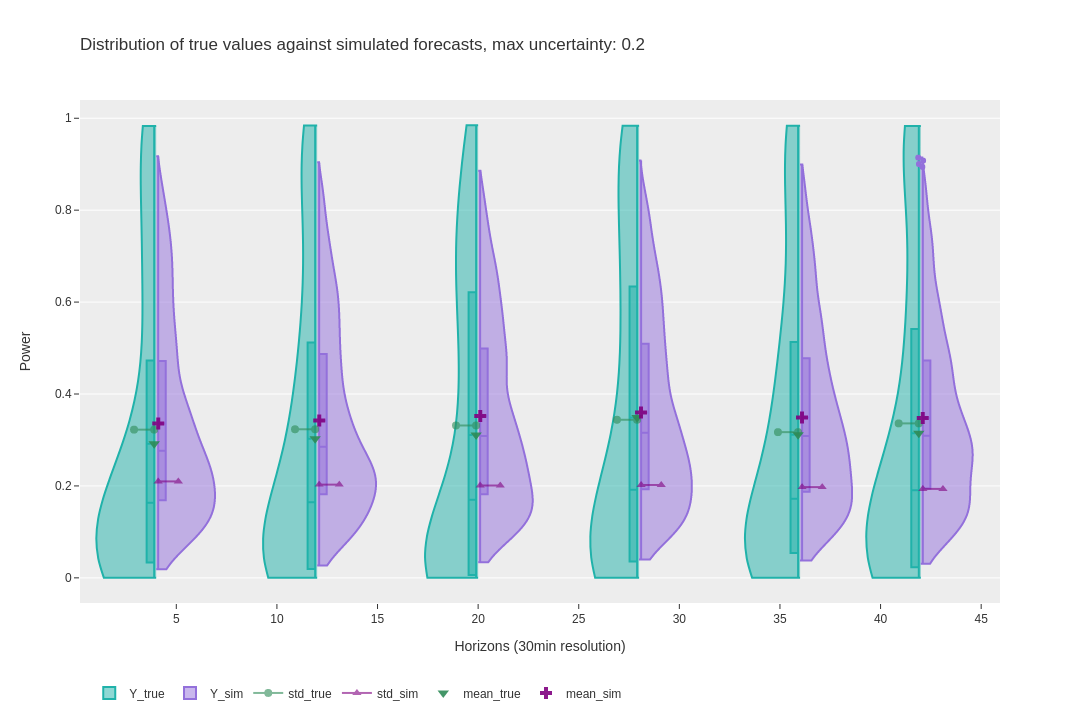 Distribution of true values against simulated forecasts, max uncertainty: 0.2
1
0.8
0.6
0.4
0.2
0
Power
5 10 15 20 25 30 35 40 45
Horizons (30min resolution)
Y_true Y_sim std_true std_sim mean_true mean_sim